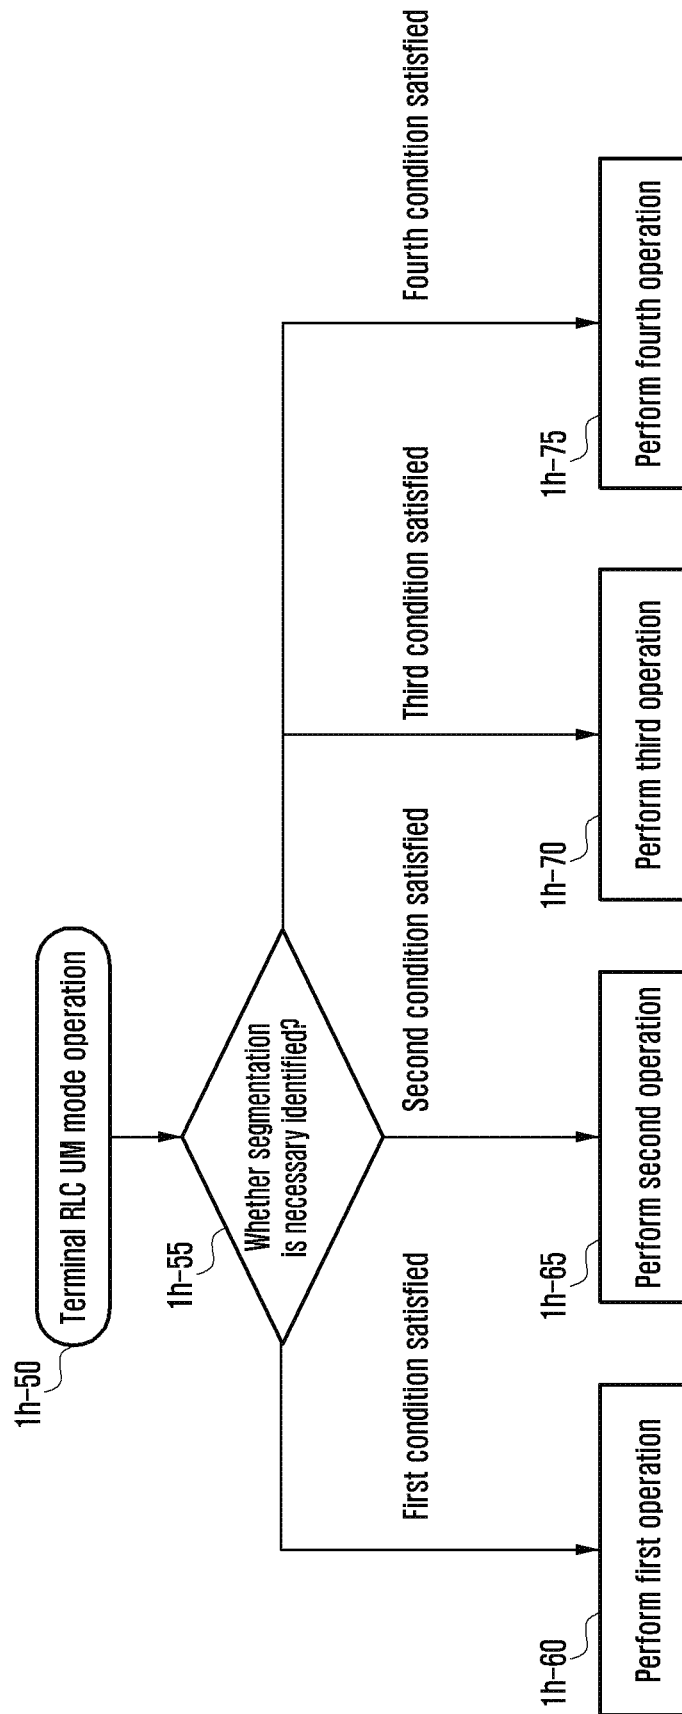 1h-50
Terminal RLC UM mode operation
1h-55
Whether segmentation
is necessary identified?
First condition satisfied
Second condition satisfied
Third condition satisfied
Fourth condition satisfied
1h-60
Perform first operation
1h-65
Perform second operation
1h-70
Perform third operation
1h-75
Perform fourth operation